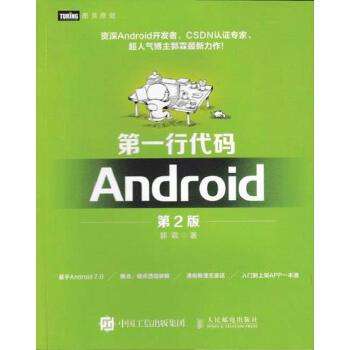 TURING 图灵原创
资深Android开发者、CSDN认证专家、
超人气博主郭霖最新力作!
第一行代码
Android
第2版
郭霖 著
基于Android 7.0
通俗易懂
入门到上架APP一本通
中国工信出版集团 人民邮电出版社